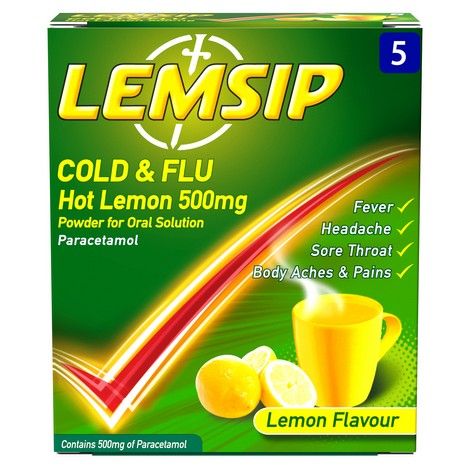 5
LEMSIP
COLD & FLU
Hot Lemon 500mg
Powder for Oral Solution
Paracetamol
Fever
Headache
Sore Throat
Body Aches & Pains
Lemon Flavour
Contains 500mg of Paracetamol